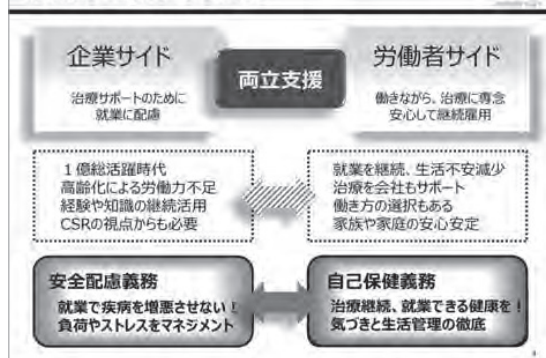 企業サイド
治療サポートのために
就業に配慮
両立支援
労働者サイド
働きながら、治療に専念
安心して継続雇用
1億総活躍時代
高齢化による労働力不足
経験や知識の継続活用
CSRの視点からも必要
就業を継続、生活不安減少
治療を会社もサポート
働き方の選択もある
家族や家庭の安心安定
安全配慮義務
就業で疾病を増悪させない!
負荷やストレスをマネジメント
自己保健義務
治療継続、就業できる健康を!
気づきと生活管理の徹底